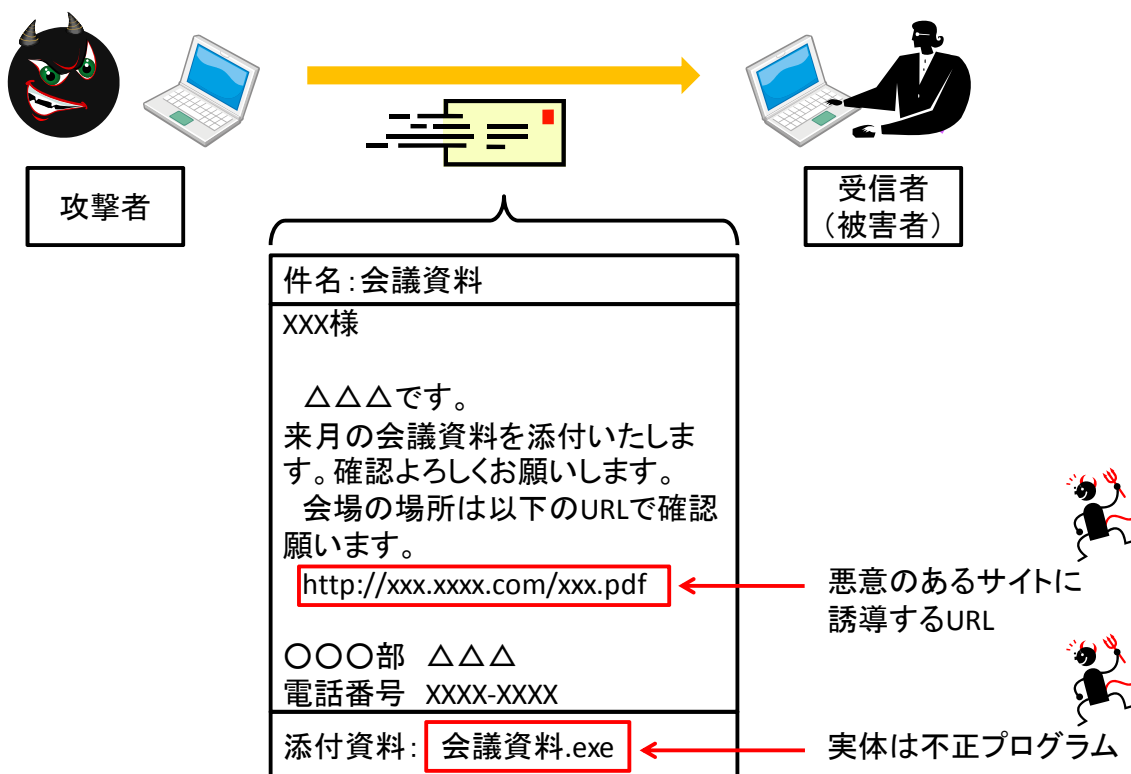 攻撃者
受信者
（被害者）
件名：会議資料
XXX様
△△△です。
来月の会議資料を添付いたしま
す。確認よろしくお願いします。
会場の場所は以下のURLで確認
願います。
http://xxx.xxxx.com/xxx.pdf
悪意のあるサイトに
誘導するURL
〇〇〇部 △△△
電話番号 XXXX-XXXX
添付資料： 会議資料.exe
実体は不正プログラム